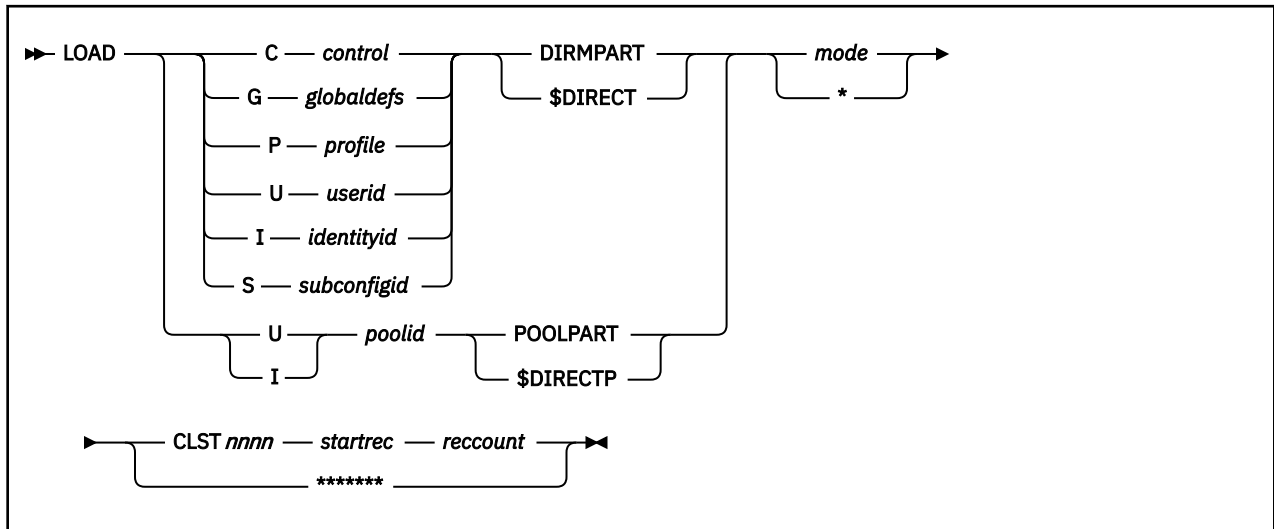 LOAD C control DIRMPART mode
G globaldefs $DIRECT *
P profile
U userid
I identityid
S subconfigid
U poolid POOLPART
I $DIRECTP
CLST nnnn startrec reccount
*******